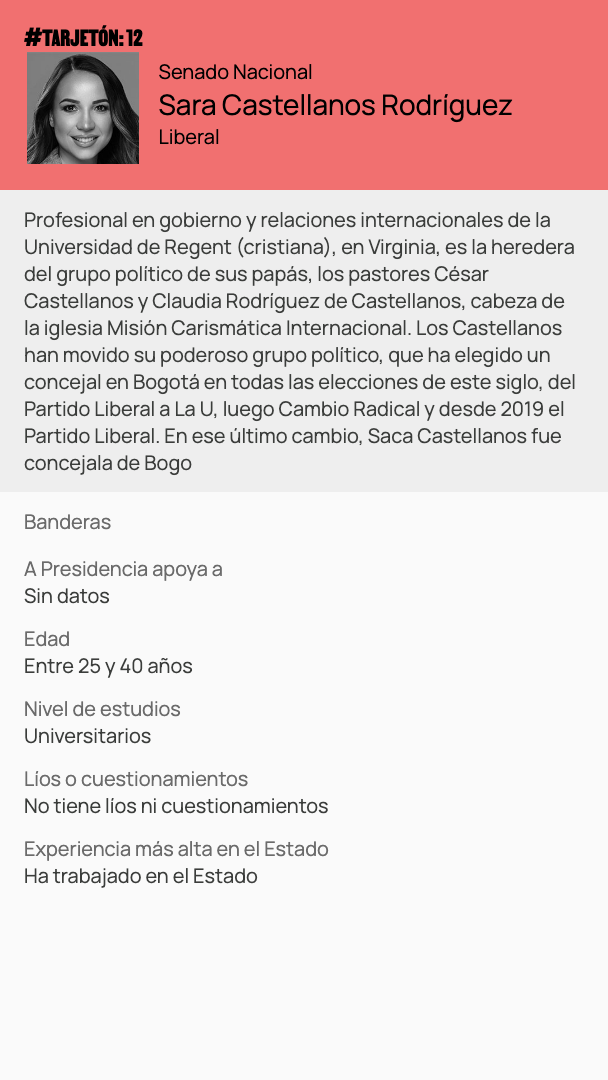 #TARJETÓN: 12
Senado Nacional
Sara Castellanos Rodríguez
Liberal
Profesional en gobierno y relaciones internacionales de la
Universidad de Regent (cristiana), en Virginia, es la heredera
del grupo político de sus papás, los pastores César
Castellanos y Claudia Rodríguez de Castellanos, cabeza de
la iglesia Misión Carismática Internacional. Los Castellanos
han movido su poderoso grupo político, que ha elegido un
concejal en Bogotá en todas las elecciones de este siglo, del
Partido Liberal a La U, luego Cambio Radical y desde 2019 el
Partido Liberal. En ese último cambio, Saca Castellanos fue
concejala de Bogo
Banderas
A Presidencia apoya a
Sin datos
Edad
Entre 25 y 40 años
Nivel de estudios
Universitarios
Líos o cuestionamientos
No tiene líos ni cuestionamientos
Experiencia más alta en el Estado
Ha trabajado en el Estado